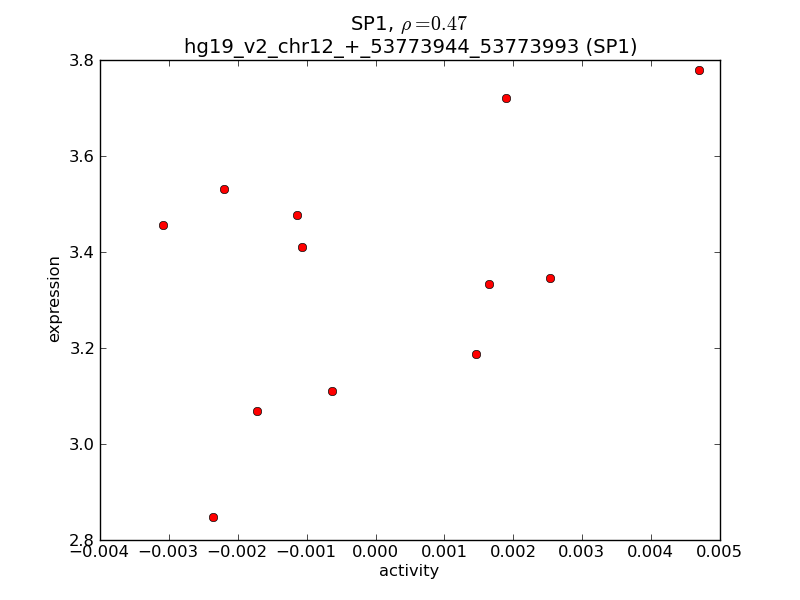 SP1, ρ=0.47
hg19_v2_chr12_+_53773944_53773993 (SP1)
3.8
3.6
3.4
3.2
3.0
2.8
expression
−0.004 −0.003 −0.002 −0.001 0.000 0.001 0.002 0.003 0.004 0.005
activity